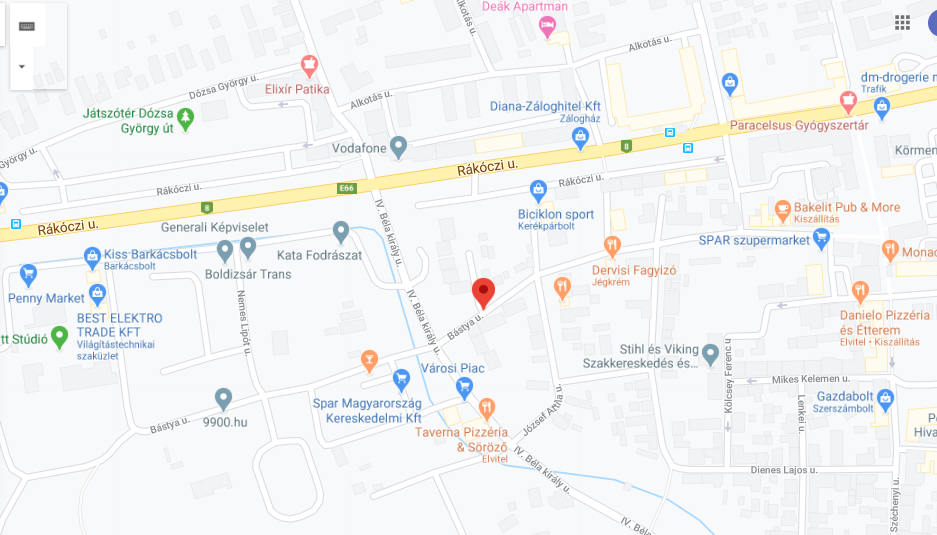 Deák Apartman
Alkotás u.
Alkotás u.
Dózsa György u.
Elixír Patika
Alkotás u.
dm-drogerie m
Trafik
Játszótér Dózsa
György út
Diana-Záloghitel Kft
Zálogház
Paracelsus Gyógyszertár
Vodafone
8
György u.
Rákóczi u.
Körmen
Rákóczi u.
E66
Rákóczi u.
8
Rákóczi u.
Biciklon sport
Kerékpárbolt
Bakelit Pub & More
Kiszállítás
Generali Képviselet
IV. Béla király u.
SPAR szupermarket
Kiss Barkácsbolt
Barkácsbolt
Kata Fodrászat
Monac
Boldizsár Trans
Dervisi Fagyizó
Jégkrém
Penny Market
Nemes Lipót u.
IV. Béla király u.
BEST ELEKTRO
TRADE KFT
Világítástechnikai
szaküzlet
Bástya u.
Danielo Pizzéria
és Étterem
Elvitel • Kiszállítás
tt Stúdió
Stihl és Viking
Szakkereskedés és...
Városi Piac
Kölcsey Ferenc u
Mikes Kelemen u.
Spar Magyarország
Kereskedelmi Kft
József Attila u.
Lenkei u.
Gazdabolt
Szerszámbolt
9900.hu
Bástya u.
Taverna Pizzéria
& Söröző
Elvitel
P
Hiva
IV. Béla király u.
Dienes Lajos u.
Széchenyi u.
IV. Béla